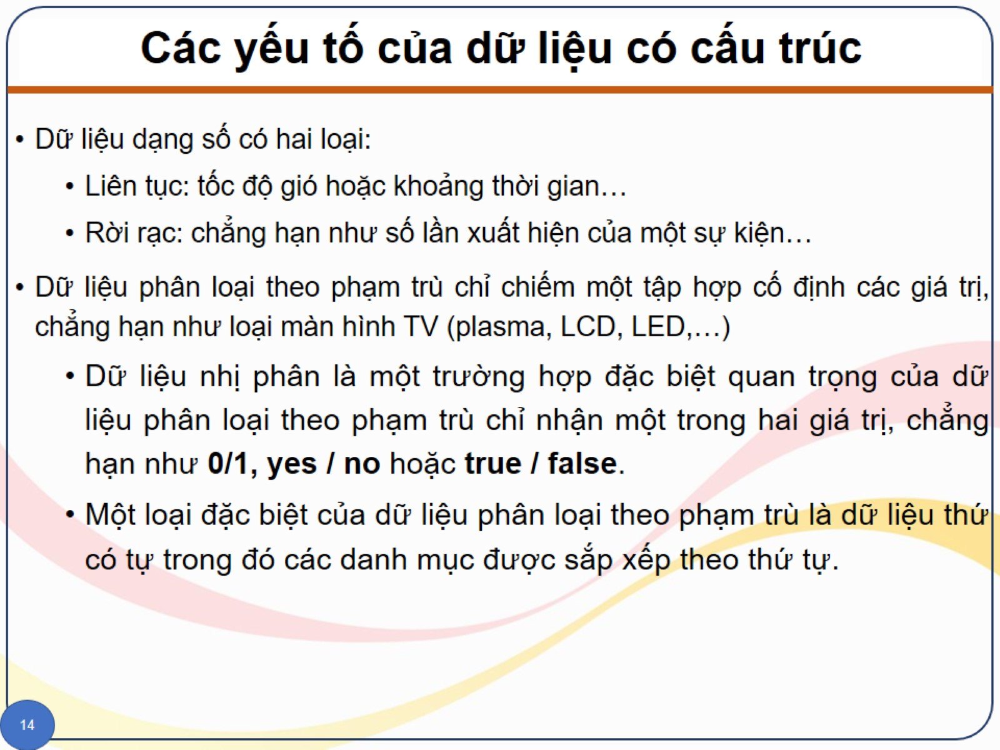 Các yếu tố của dữ liệu có cấu trúc
• Dữ liệu dạng số có hai loại:
• Liên tục: tốc độ gió hoặc khoảng thời gian…
• Rời rạc: chẳng hạn như số lần xuất hiện của một sự kiện…
• Dữ liệu phân loại theo phạm trù chỉ chiếm một tập hợp cố định các giá trị,
chẳng hạn như loại màn hình TV (plasma, LCD, LED,…)
• Dữ liệu nhị phân là một trường hợp đặc biệt quan trọng của dữ
liệu phân loại theo phạm trù chỉ nhận một trong hai giá trị, chẳng
hạn như 0/1, yes / no hoặc true / false.
• Một loại đặc biệt của dữ liệu phân loại theo phạm trù là dữ liệu thứ
có tự trong đó các danh mục được sắp xếp theo thứ tự.
14